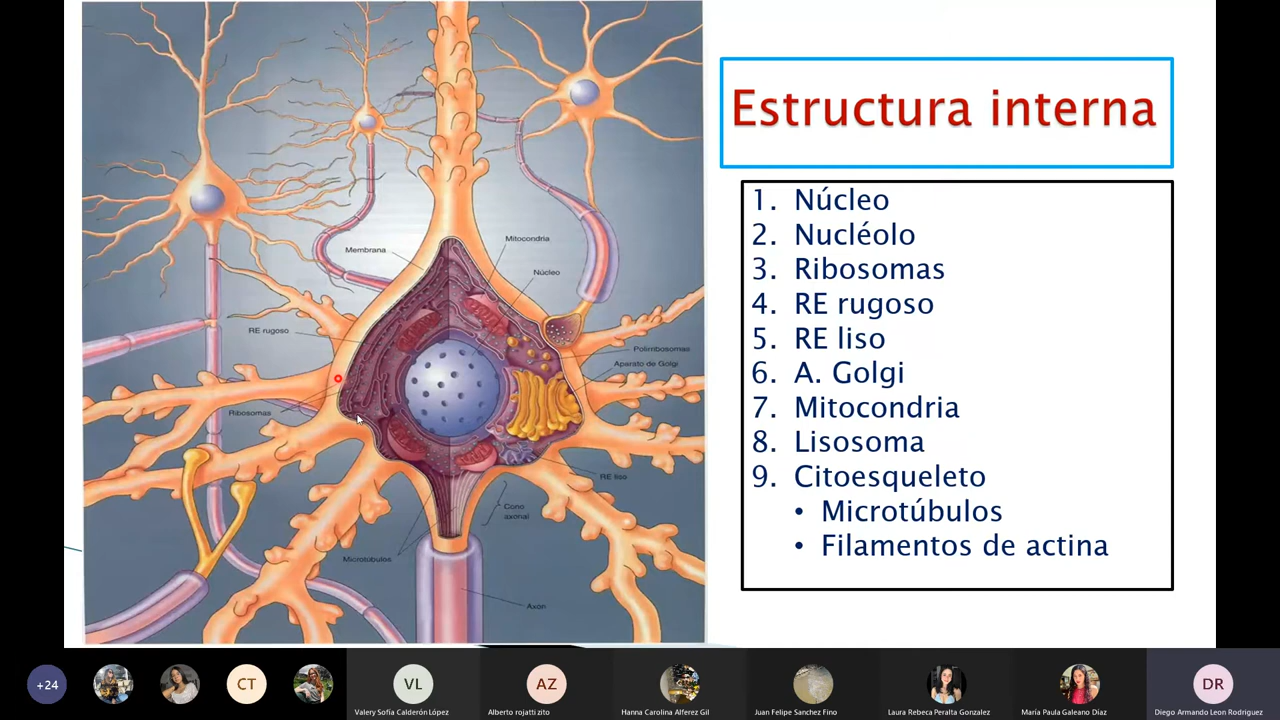 Estructura interna
1. Núcleo
2. Nucléolo
3. Ribosomas
4. RE rugoso
5. RE liso
6. A. Golgi
7. Mitocondria
8. Lisosoma
9. Citoesqueleto
• Microtúbulos
• Filamentos de actina
Membrana
Mitocondria
Núcleo
RE rugoso
Polirribosomas
Aparato de Golgi
Ribosomas
RE liso
Cono
axonal
Microtúbulos
Axon
+24
CT
VL
AZ
DR
Valery Sofía Calderón López
Alberto rojatti zito
Hanna Carolina Alferez Gil
Juan Felipe Sanchez Fino
Laura Rebeca Peralta Gonzalez
María Paula Galeano Díaz
Diego Armando Leon Rodriguez